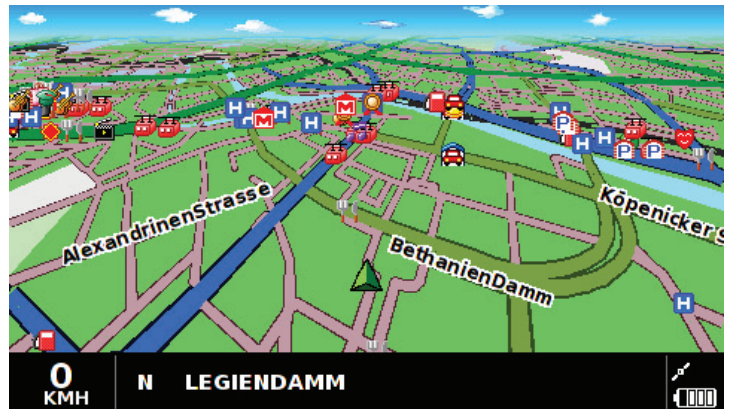 H
H
H
H
H
M
M
H
H
H
P
P
P
AlexandrinenStrasse
Köpenicker S
BethanienDamm
H
0
KMH
N LEGIENDAMM